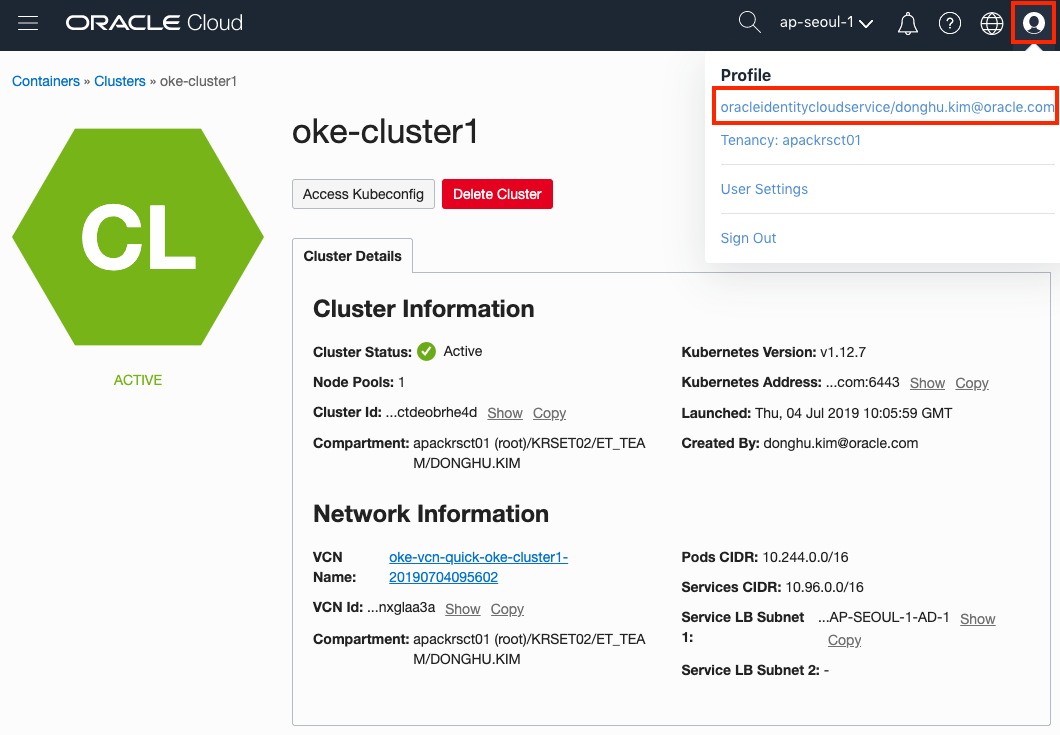 ORACLE Cloud
ap-seoul-1
Profile
oracleidentitycloudservice/donghu.kim@oracle.com
Tenancy: apackrsct01
User Settings
Sign Out
Containers » Clusters » oke-cluster1
CL
ACTIVE
oke-cluster1
Access Kubeconfig Delete Cluster
Cluster Details
Cluster Information
Cluster Status: Active
Node Pools: 1
Cluster Id: ...ctdeobrhe4d Show Copy
Compartment: apackrsct01 (root)/KRSET02/ET_TEA
M/DONGHU.KIM
Kubernetes Version: v1.12.7
Kubernetes Address: ...com:6443 Show Copy
Launched: Thu, 04 Jul 2019 10:05:59 GMT
Created By: donghu.kim@oracle.com
Network Information
VCN Name: oke-vcn-quick-oke-cluster1-
20190704095602
VCN Id: ...nxglaa3a Show Copy
Compartment: apackrsct01 (root)/KRSET02/ET_TEA
M/DONGHU.KIM
Pods CIDR: 10.244.0.0/16
Services CIDR: 10.96.0.0/16
Service LB Subnet 1: ...AP-SEOUL-1-AD-1 Show
Copy
Service LB Subnet 2: -